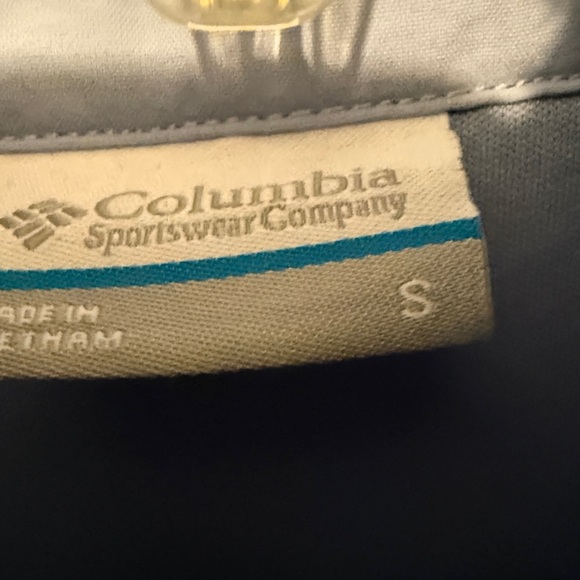 Columbia
Sportswear Company
ADE IN
ETNAM
S